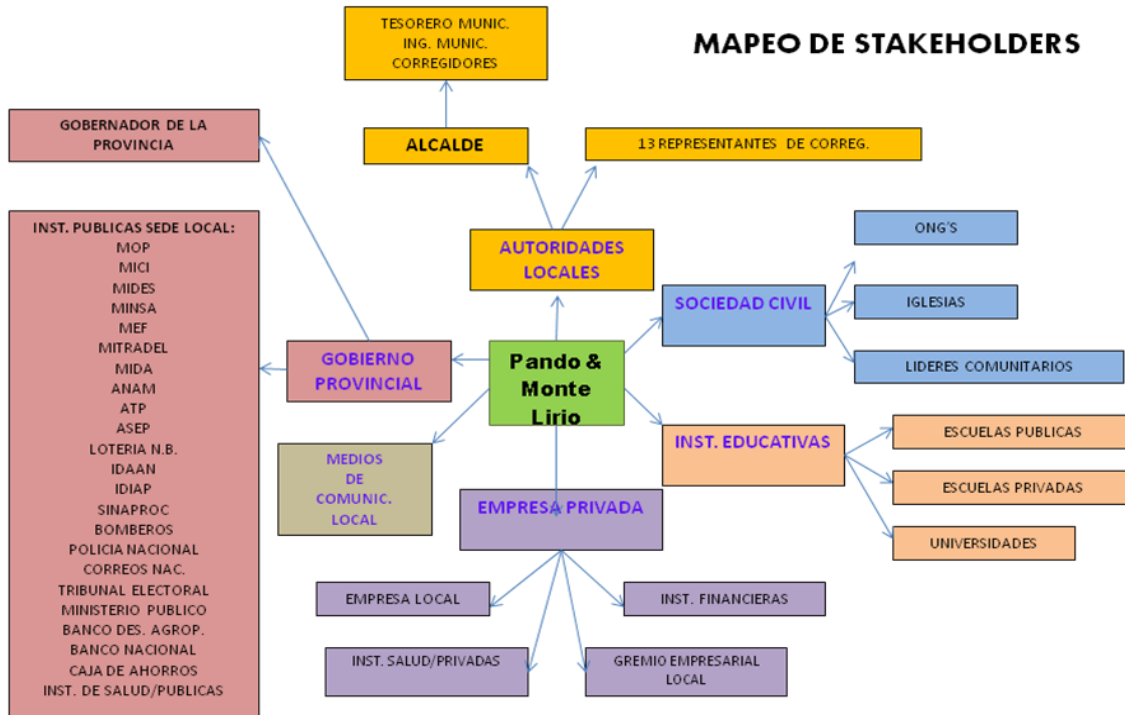 MAPEO DE STAKEHOLDERS
TESORERO MUNIC.
ING. MUNIC.
CORREGIDORES
GOBERNADOR DE LA
PROVINCIA
ALCALDE
13 REPRESENTANTES DE CORREG.
INST. PUBLICAS SEDE LOCAL:
MOP
MICI
MIDES
MINSA
MEF
MITRADEL
MIDA
ANAM
ATP
ASEP
LOTERIA N.B.
IDAAN
IDIAP
SINAPROC
BOMBEROS
POLICIA NACIONAL
CORREOS NAC.
TRIBUNAL ELECTORAL
MINISTERIO PUBLICO
BANCO DES. AGROP.
BANCO NACIONAL
CAJA DE AHORROS
INST. DE SALUD/PUBLICAS
AUTORIDADES
LOCALES
SOCIEDAD CIVIL
ONG'S
IGLESIAS
LIDERES COMUNITARIOS
GOBIERNO
PROVINCIAL
Pando &
Monte
Lirio
MEDIOS
DE
COMUNIC.
LOCAL
INST. EDUCATIVAS
ESCUELAS PUBLICAS
ESCUELAS PRIVADAS
UNIVERSIDADES
EMPRESA PRIVADA
EMPRESA LOCAL
INST. FINANCIERAS
INST. SALUD/PRIVADAS
GREMIO EMPRESARIAL
LOCAL